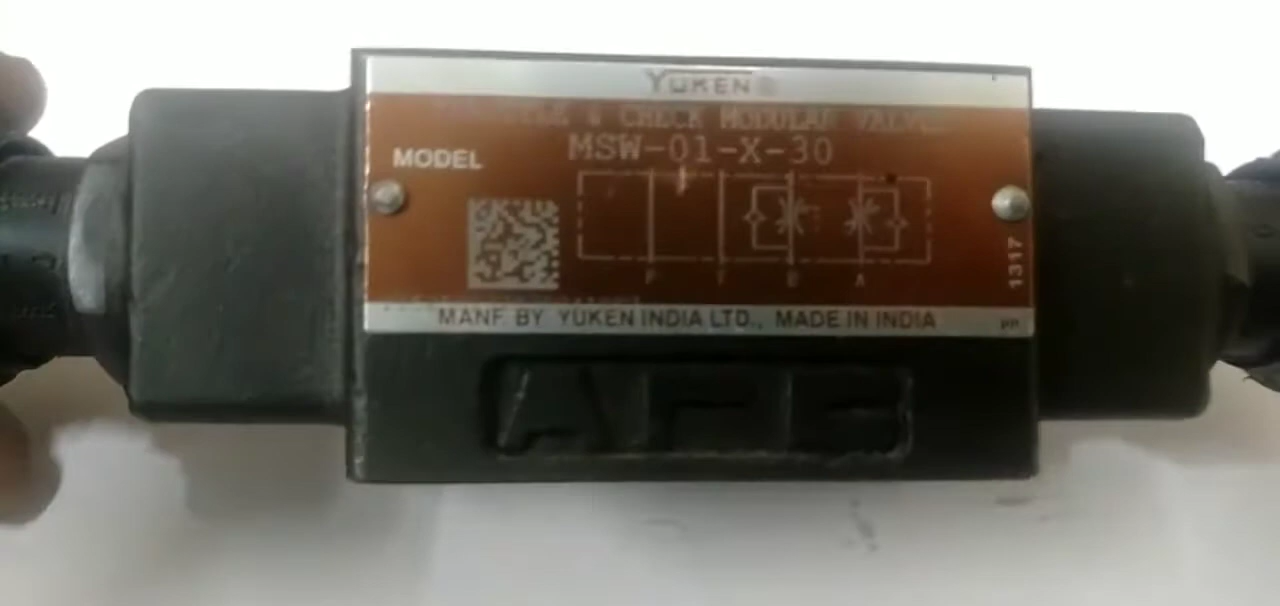 YUKEN
& CHECK MODULAR VALVE
MODEL MSW-01-X-30
P T B A
1317
MANF. BY YUKEN INDIA LTD., MADE IN INDIA